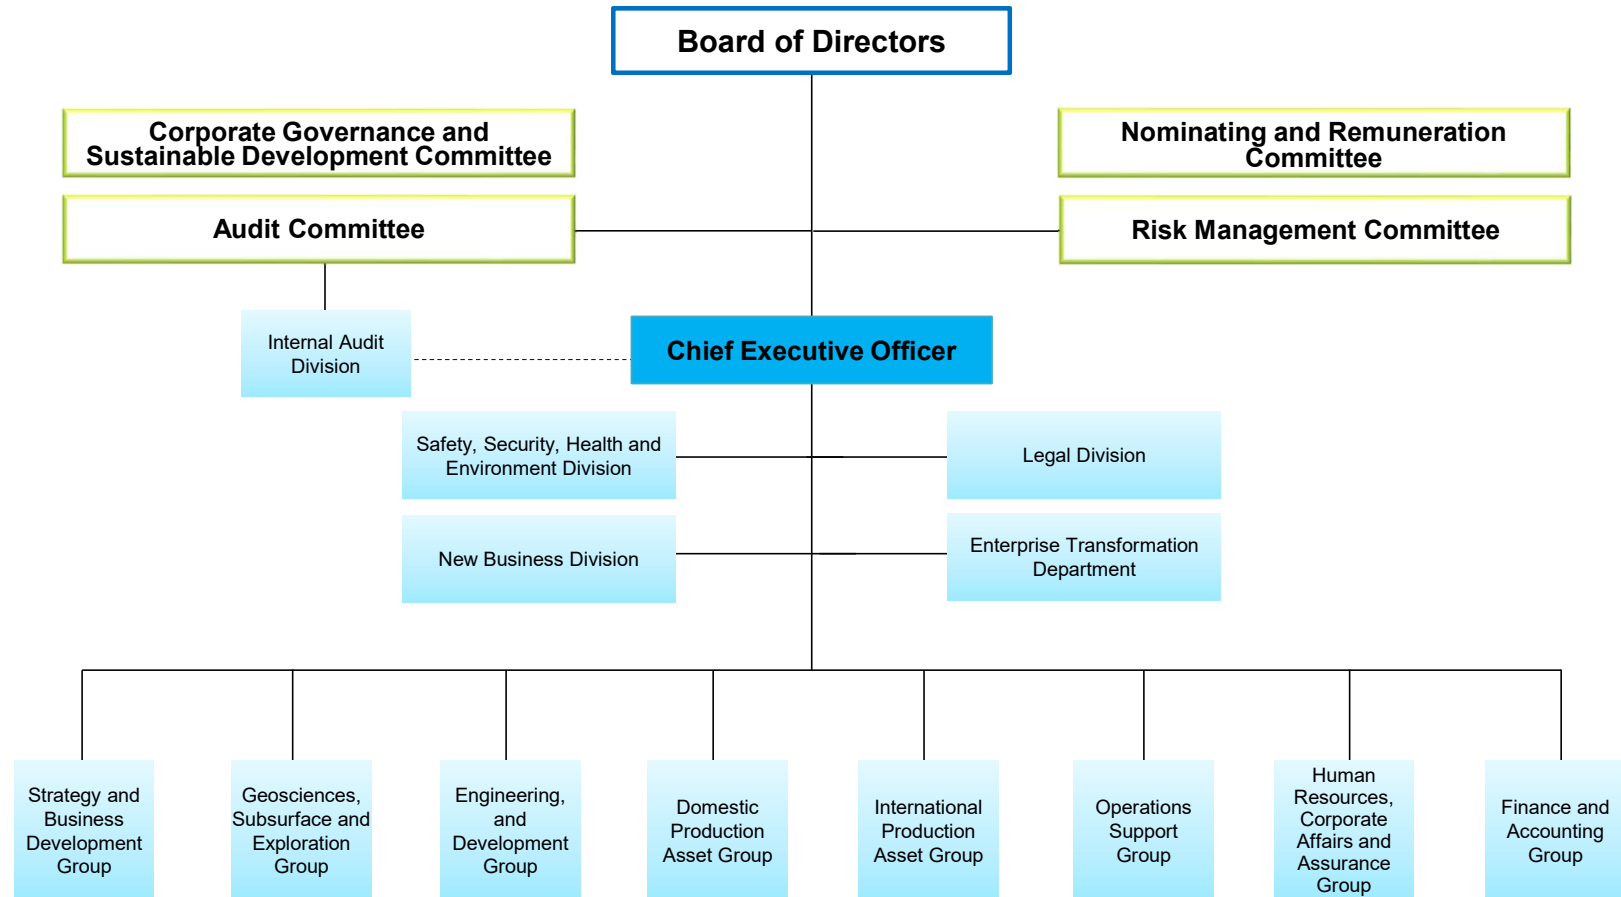 Board of Directors
Corporate Governance and
Sustainable Development Committee
Nominating and Remuneration
Committee
Audit Committee
Risk Management Committee
Internal Audit
Division
Chief Executive Officer
Safety, Security, Health and
Environment Division
Legal Division
New Business Division
Enterprise Transformation
Department
Strategy and
Business
Development
Group
Geosciences,
Subsurface and
Exploration
Group
Engineering,
and
Development
Group
Domestic
Production
Asset Group
International
Production
Asset Group
Operations
Support
Group
Human
Resources,
Corporate
Affairs and
Assurance
Group
Finance and
Accounting
Group